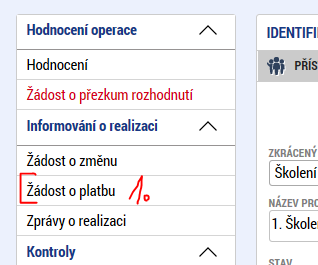 Hodnocení operace
Hodnocení
Žádost o přezkum rozhodnutí
Informování o realizaci
Žádost o změnu
Žádost o platbu 1.
Zprávy o realizaci
Kontroly
IDENTIFI
PŘÍS
ZKRÁCENÝ
Školení
NÁZEV PRO
1. Školen
STAV